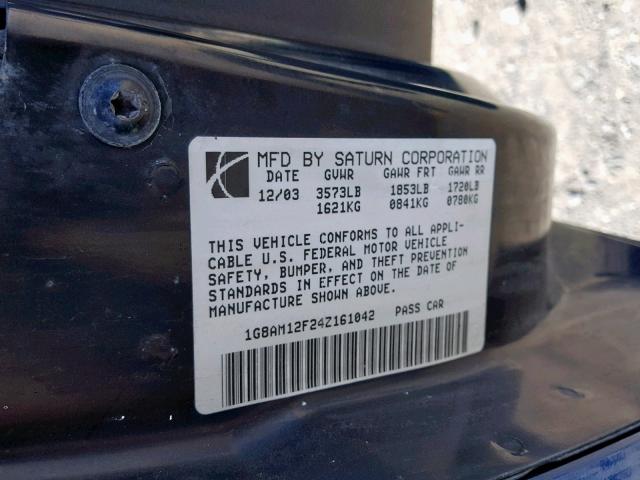 MFD BY SATURN CORPORATION
DATE GVWR GAWR FRT GAWR RR
12/03 3573LB 1853LB 1720LB
1621KG 0841KG 0780KG
THIS VEHICLE CONFORMS TO ALL APPLI-
CABLE U.S. FEDERAL MOTOR VEHICLE
SAFETY, BUMPER, AND THEFT PREVENTION
STANDARDS IN EFFECT ON THE DATE OF
MANUFACTURE SHOWN ABOVE.
1G8AM12F24Z161042 PASS CAR